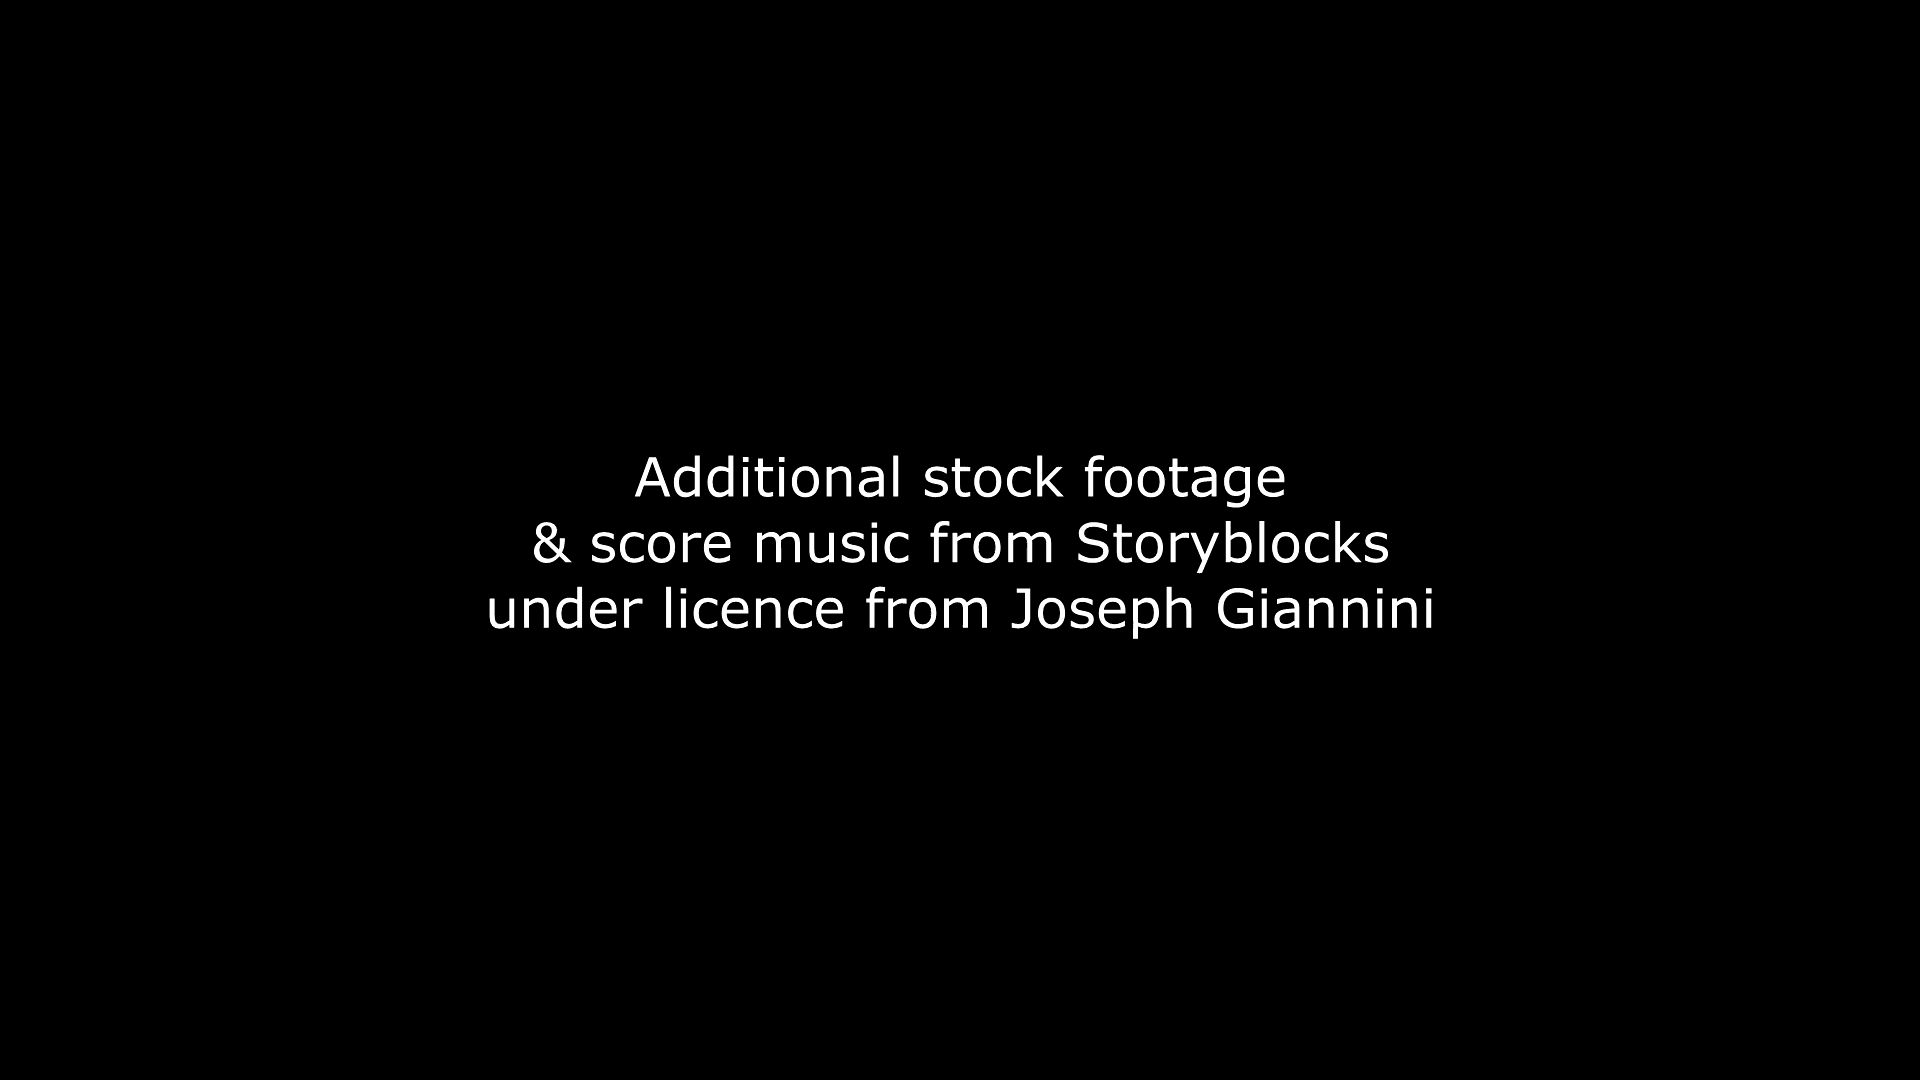 Additional stock footage
& score music from Storyblocks
under licence from Joseph Giannini